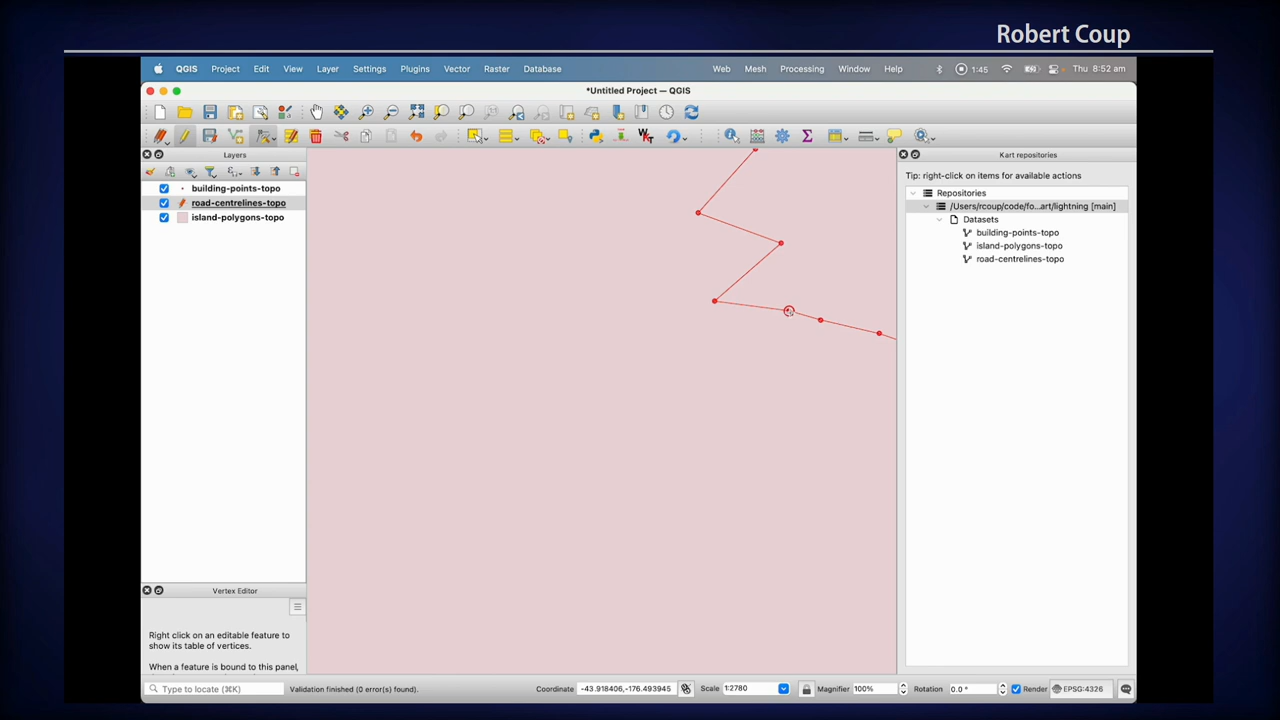 Robert Coup
QGIS Project Edit View Layer Settings Plugins Vector Raster Database Web Mesh Processing Window Help 1:45 Thu 8:52 am
*Untitled Project — QGIS
Layers
Kart repositories
building-points-topo
road-centrelines-topo
island-polygons-topo
Tip: right-click on items for available actions
Repositories
/Users/rcoup/code/fo...art/lightning [main]
Datasets
building-points-topo
island-polygons-topo
road-centrelines-topo
Vertex Editor
Right click on an editable feature to
show its table of vertices.
When a feature is bound to this panel,
Type to locate (⌘K) Validation finished (0 error(s) found). Coordinate -43.918406,-176.493945 Scale 1:2780 Magnifier 100% Rotation 0.0 ° Render EPSG:4326